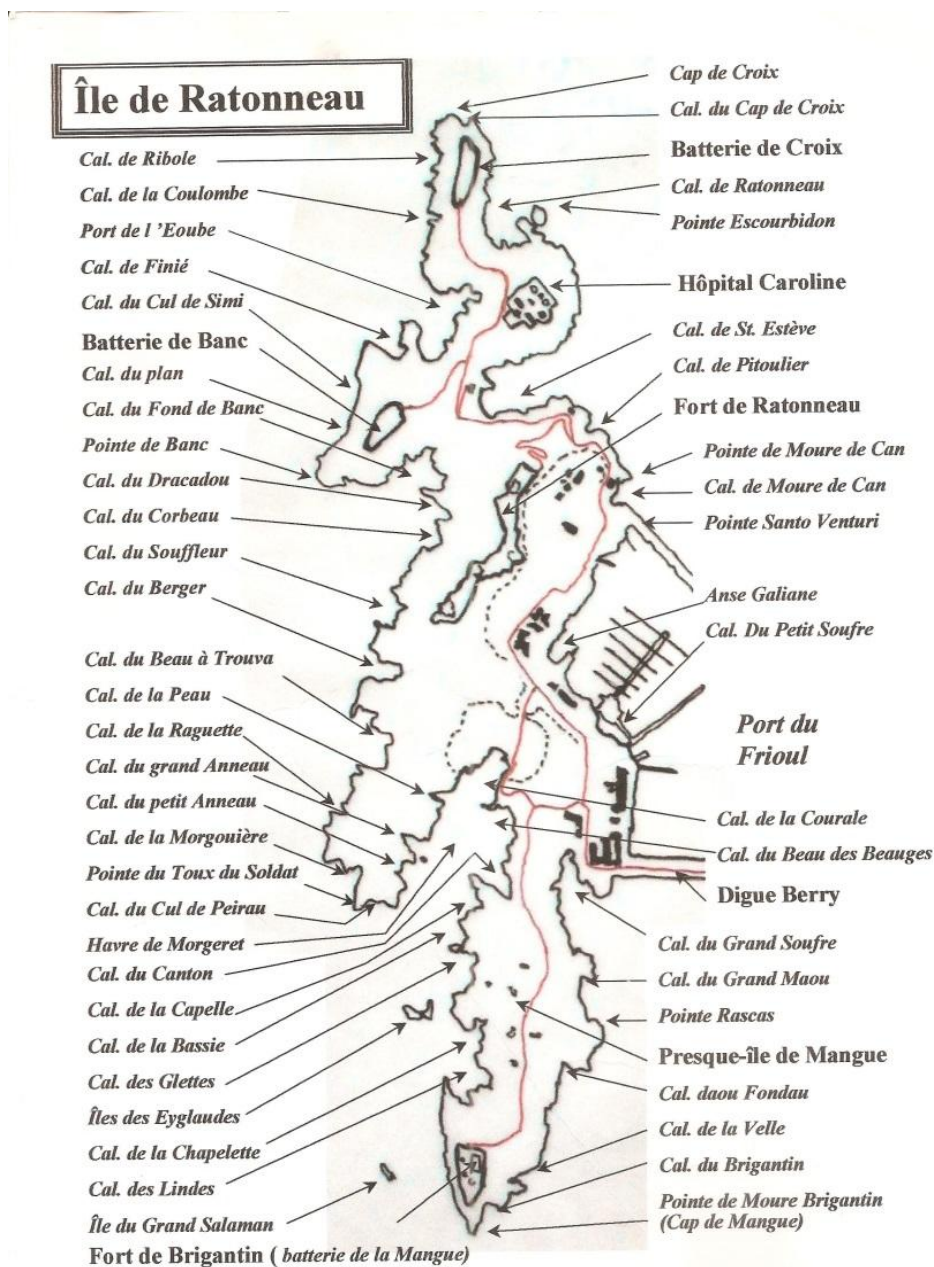 Île de Ratonneau
Cal. de Ribole
Cal. de la Coulombe
Port de l ’Eoube
Cal. de Finié
Cal. du Cul de Simi
Batterie de Banc
Cal. du plan
Cal. du Fond de Banc
Pointe de Banc
Cal. du Dracadou
Cal. du Corbeau
Cal. du Souffleur
Cal. du Berger
Cal. du Beau à Trouva
Cal. de la Peau
Cal. de la Raguette
Cal. du grand Anneau
Cal. du petit Anneau
Cal. de la Morgouière
Pointe du Toux du Soldat
Cal. du Cul de Peirau
Havre de Morgeret
Cal. du Canton
Cal. de la Capelle
Cal. de la Bassie
Cal. des Glettes
Îles des Eyglaudes
Cal. de la Chapelette
Cal. des Lindes
Île du Grand Salaman
Fort de Brigantin ( batterie de la Mangue)
Cap de Croix
Cal. du Cap de Croix
Batterie de Croix
Cal. de Ratonneau
Pointe Escourbidon
Hôpital Caroline
Cal. de St. Estève
Cal. de Pitoulier
Fort de Ratonneau
Pointe de Moure de Can
Cal. de Moure de Can
Pointe Santo Venturi
Anse Galiane
Cal. Du Petit Soufre
Port du
Frioul
Cal. de la Courale
Cal. du Beau des Beauges
Digue Berry
Cal. du Grand Soufre
Cal. du Grand Maou
Pointe Rascas
Presque-île de Mangue
Cal. daou Fondau
Cal. de la Velle
Cal. du Brigantin
Pointe de Moure Brigantin
(Cap de Mangue)